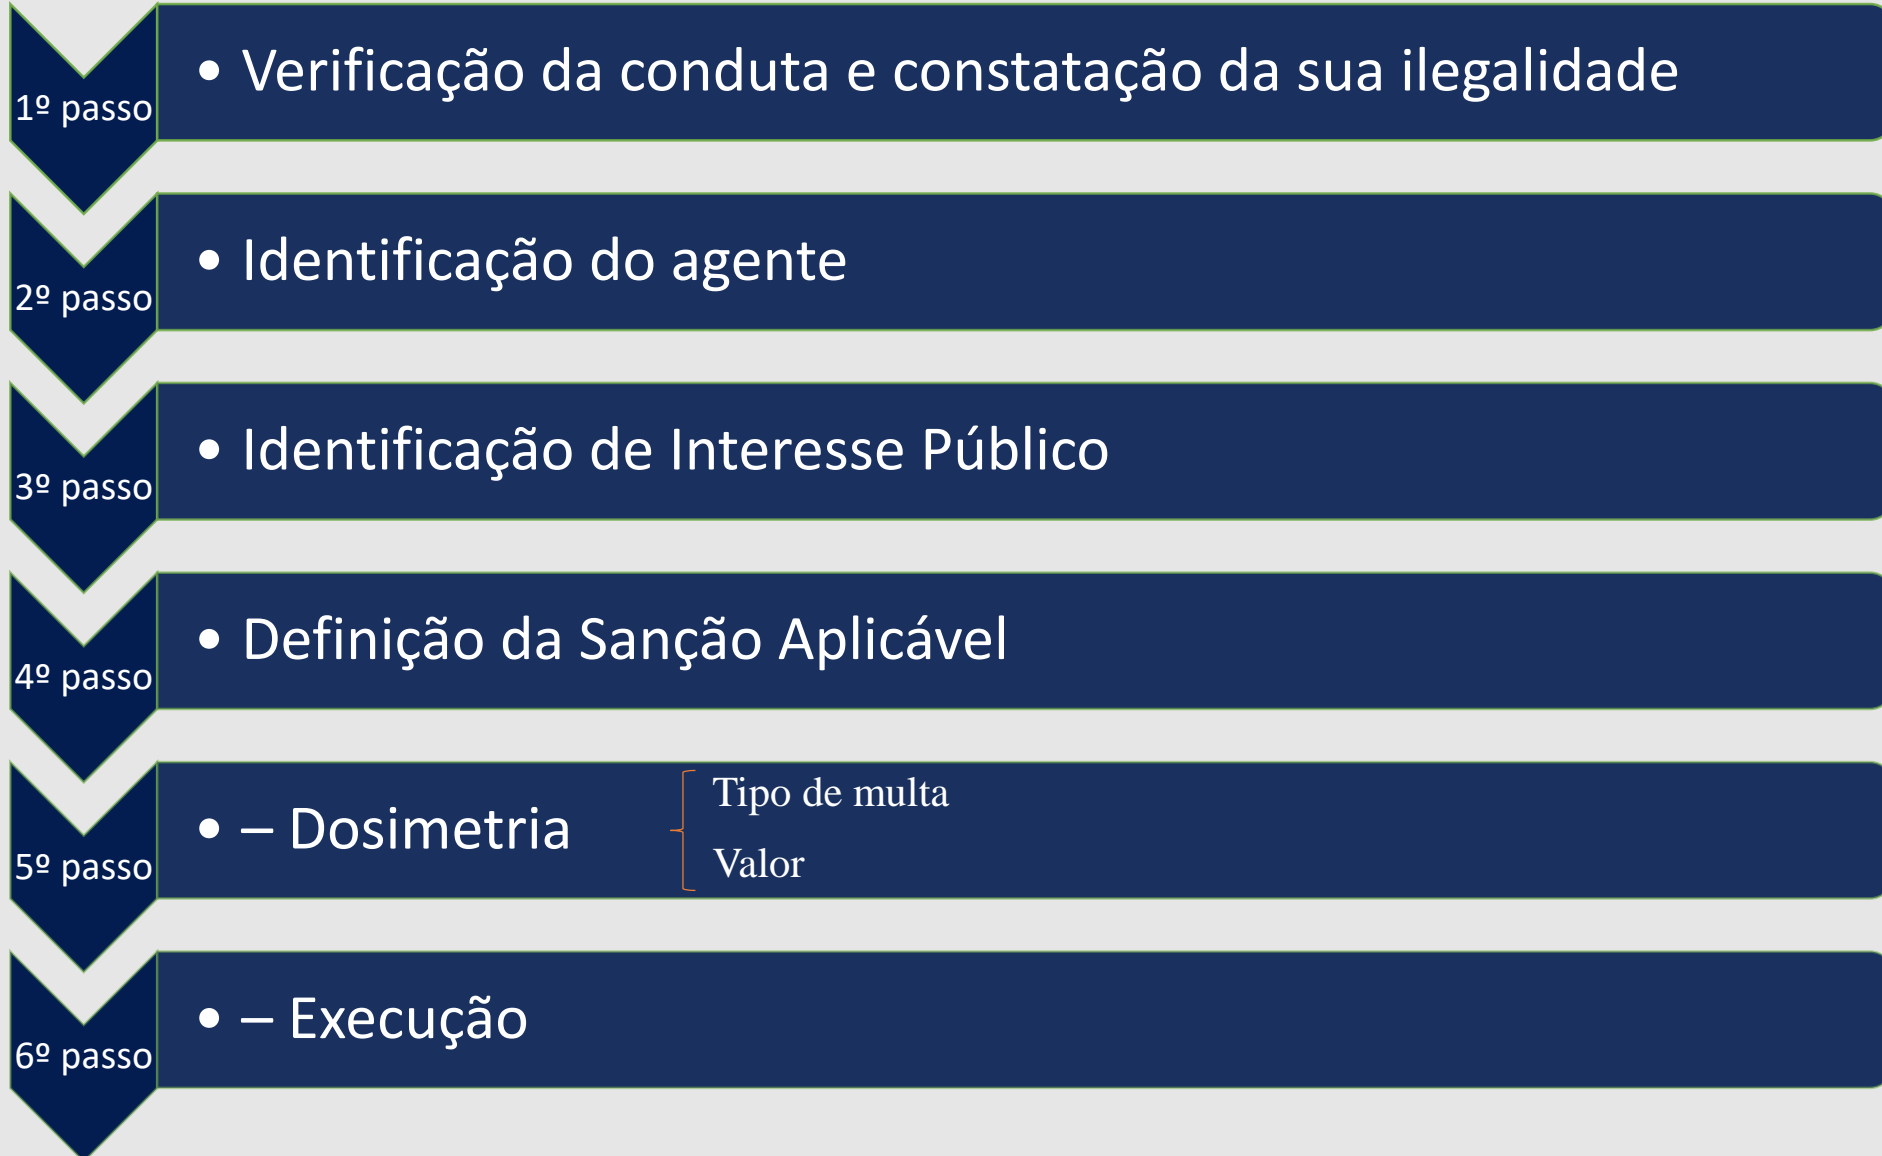 1º passo
• Verificação da conduta e constatação da sua ilegalidade
2º passo
• Identificação do agente
3º passo
• Identificação de Interesse Público
4º passo
• Definição da Sanção Aplicável
5º passo
• – Dosimetria
Tipo de multa
Valor
6º passo
• – Execução